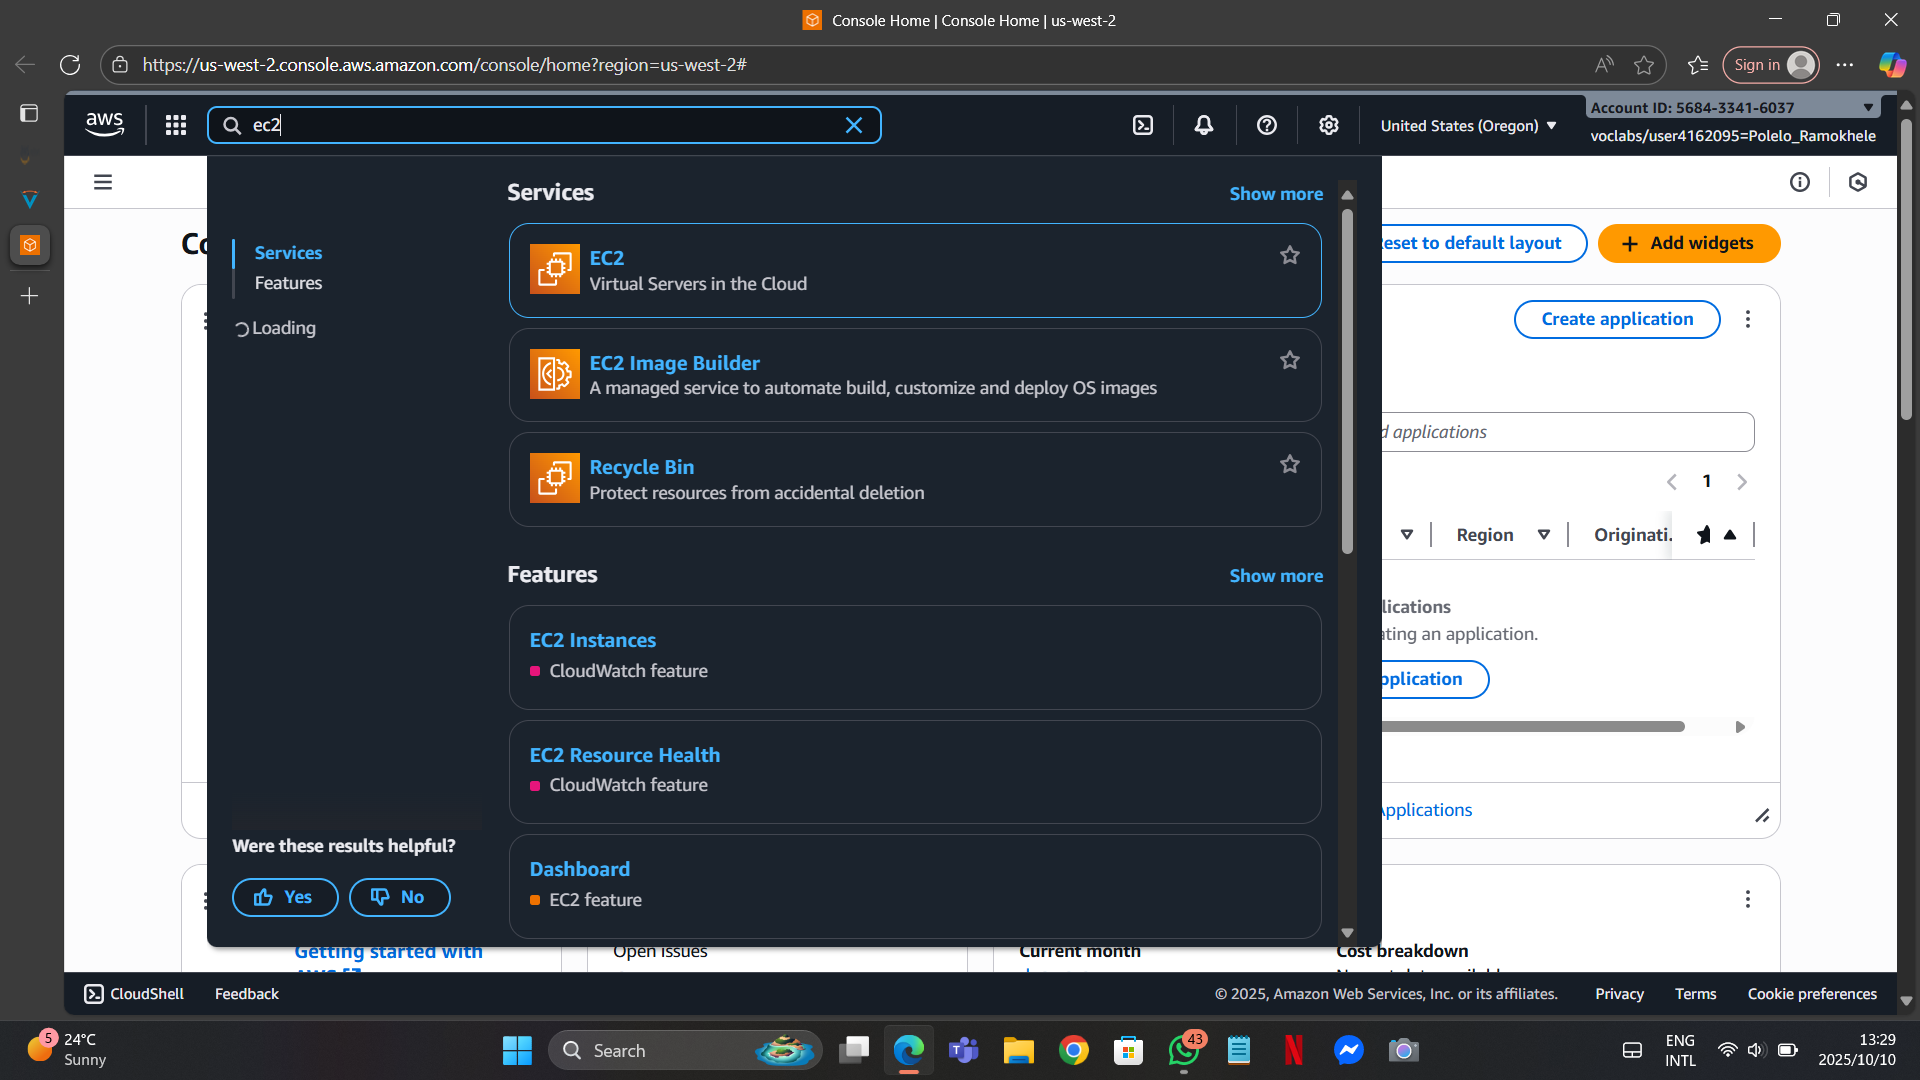 Console Home | Console Home | us-west-2
https://us-west-2.console.aws.amazon.com/console/home?region=us-west-2#
Sign in
aws
ec2
United States (Oregon)
Account ID: 5684-3341-6037
voclabs/user4162095=Polelo_Ramokhele
Services
Features
Loading
Services
Show more
EC2
Virtual Servers in the Cloud
EC2 Image Builder
A managed service to automate build, customize and deploy OS images
Recycle Bin
Protect resources from accidental deletion
Features
Show more
EC2 Instances
CloudWatch feature
EC2 Resource Health
CloudWatch feature
Dashboard
EC2 feature
Were these results helpful?
Yes
No
Reset to default layout
Add widgets
Create application
applications
1
Region
Originati.
an application.
Applications
Getting started with
Open issues
Current month
Cost breakdown
CloudShell
Feedback
© 2025, Amazon Web Services, Inc. or its affiliates.
Privacy
Terms
Cookie preferences
5
24°C
Sunny
Search
43
ENG
INTL
13:29
2025/10/10